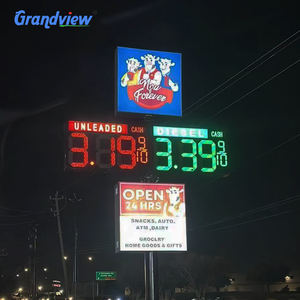 Grandview
Forever
UNLEADED CASH
DIESEL CASH
3.19 9/10
3.39 9/10
OPEN
24 HRS
SNACKS, AUTO,
ATM, DAIRY
GROCERY
HOME GOODS & GIFTS